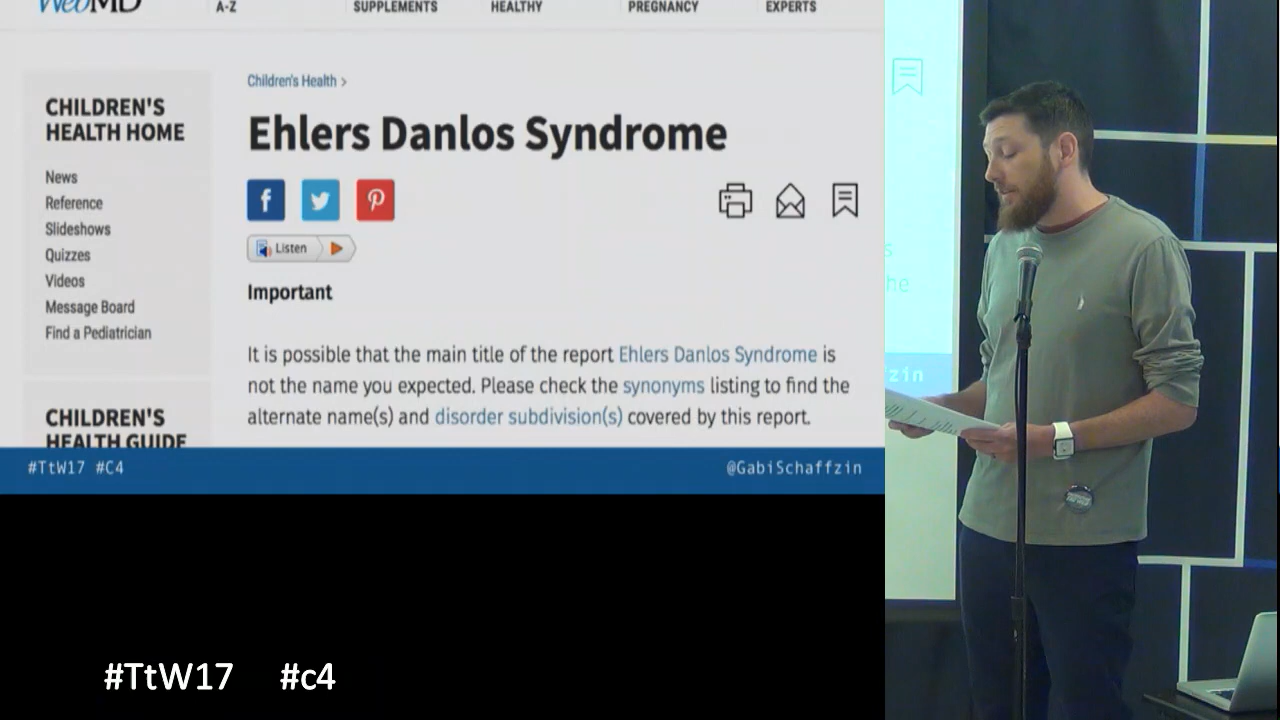 WebMD
A-Z
SUPPLEMENTS
HEALTHY
PREGNANCY
EXPERTS
CHILDREN'S
HEALTH HOME
News
Reference
Slideshows
Quizzes
Videos
Message Board
Find a Pediatrician
CHILDREN'S
HEALTH GUIDE
Children's Health >
Ehlers Danlos Syndrome
Listen
Important
It is possible that the main title of the report Ehlers Danlos Syndrome is
not the name you expected. Please check the synonyms listing to find the
alternate name(s) and disorder subdivision(s) covered by this report.
#TtW17 #C4
@GabiSchaffzin
s
he
zin
#TtW17 #c4